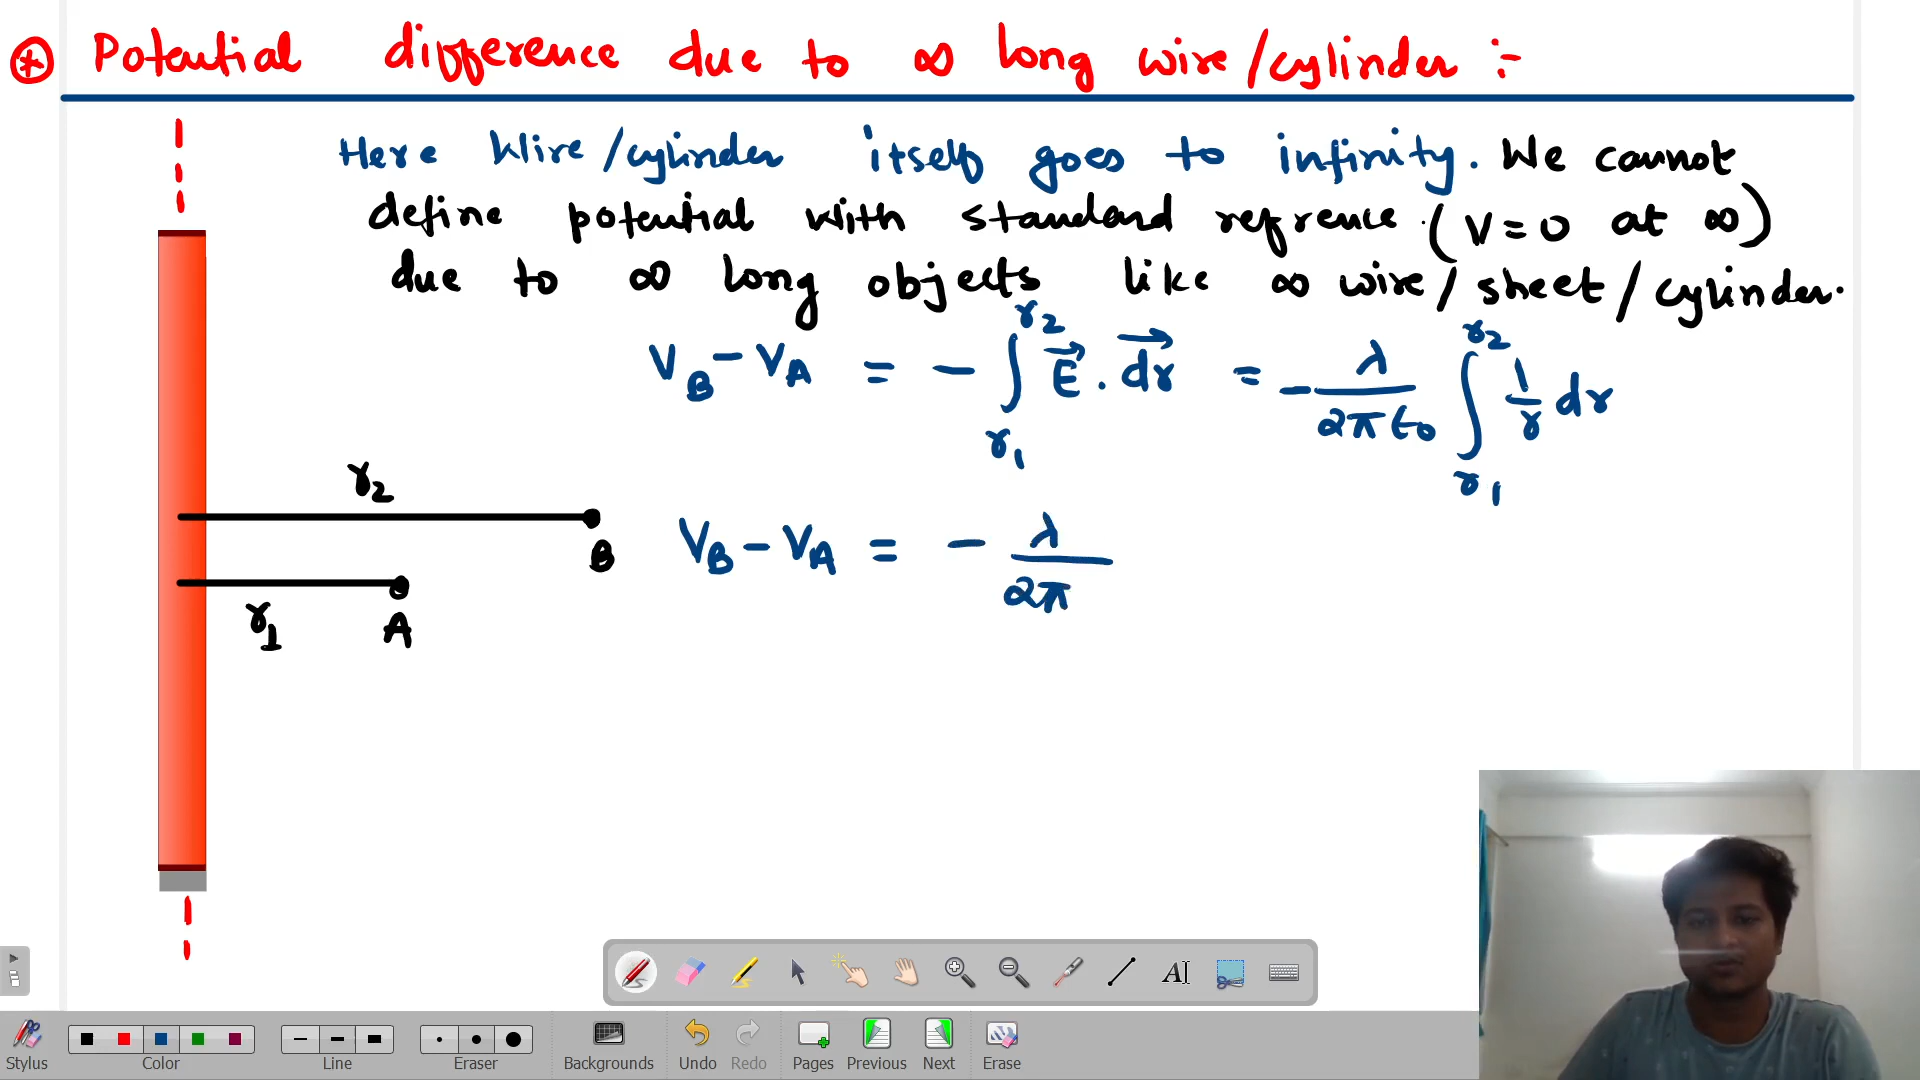 * Potential difference due to ∞ long wire/cylinder :-
Here Wire/cylinder itself goes to infinity. We cannot
define potential with standard refrence. (V=0 at ∞)
due to ∞ long objects like ∞ wire/sheet/cylinder.
V_B - V_A = - ∫_{r1}^{r2} E⃗ . dr⃗ = - λ/2πε0 ∫_{r1}^{r2} 1/r dr
r2
B
V_B - V_A = - λ/2π
r1
A
AI
Stylus Color Line Eraser Backgrounds Undo Redo Pages Previous Next Erase